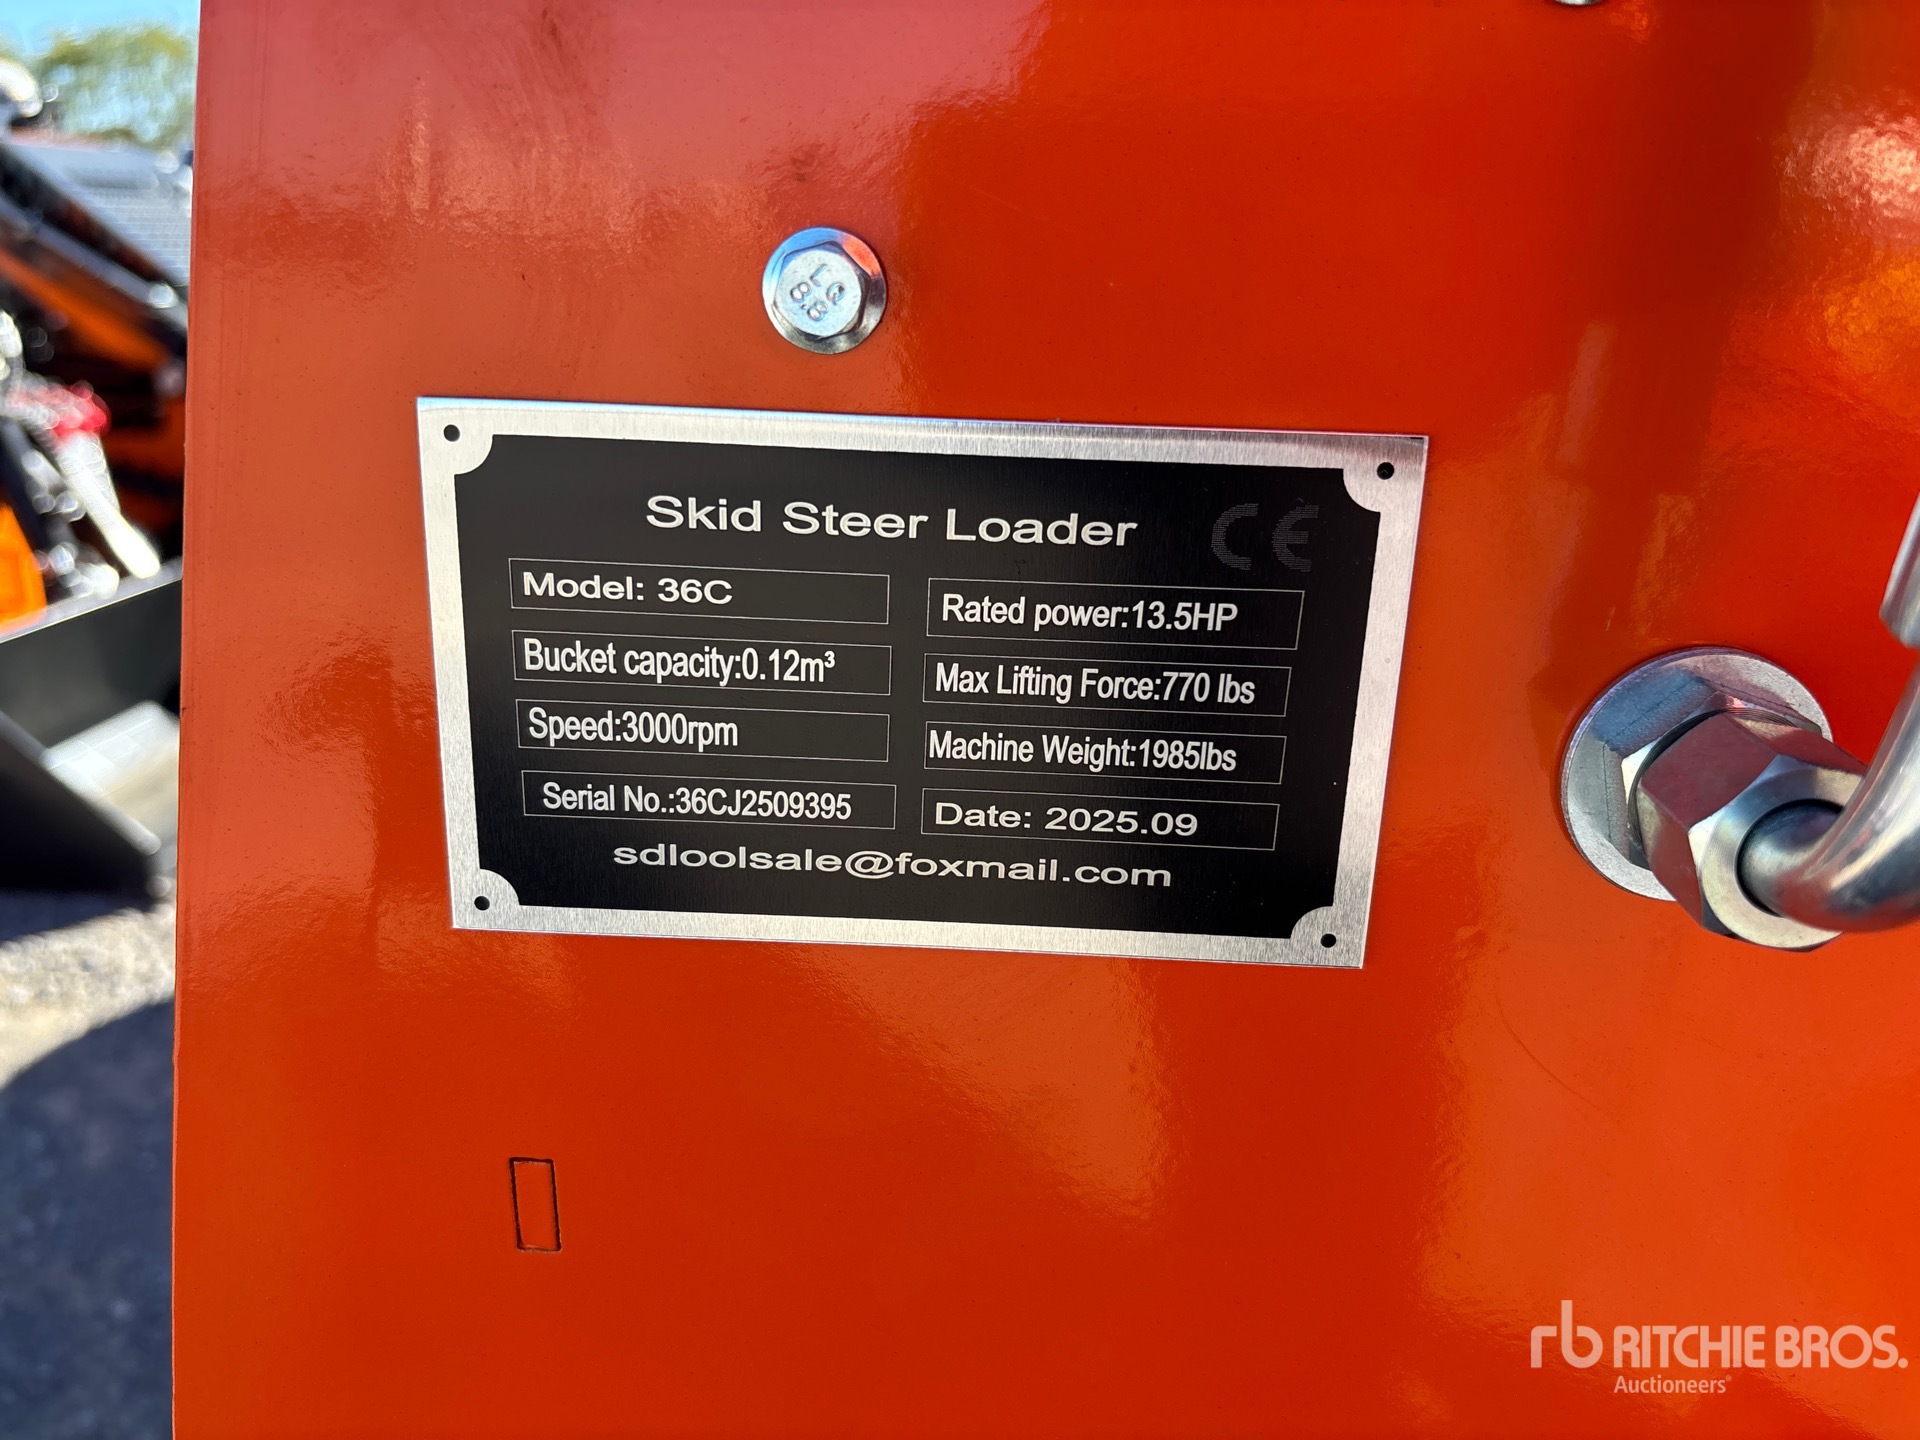 LQ
8.8
Skid Steer Loader CE
Model: 36C
Rated power:13.5HP
Bucket capacity:0.12m³
Max Lifting Force:770 lbs
Speed:3000rpm
Machine Weight:1985lbs
Serial No.:36CJ2509395
Date: 2025.09
sdloolsale@foxmail.com
rb RITCHIE BROS.
Auctioneers